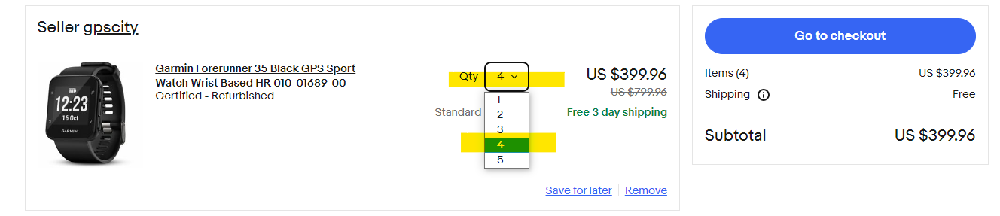 Seller gpscity
Go to checkout
Garmin Forerunner 35 Black GPS Sport
Watch Wrist Based HR 010-01689-00
Certified - Refurbished
12:23
16 Oct
GARMIN
Qty 4
1
2
3
4
5
US $399.96
US $799.96
Standard
Free 3 day shipping
Save for later
Remove
Items (4) US $399.96
Shipping Free
Subtotal US $399.96